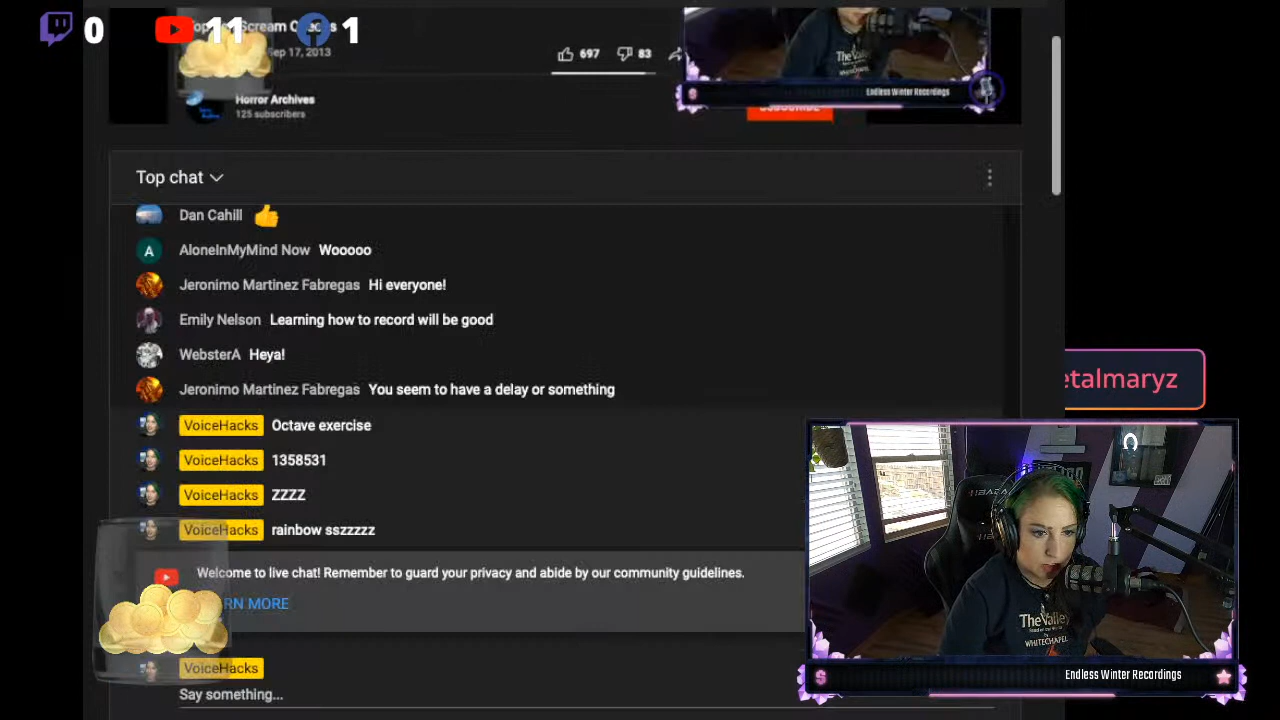 0
11
1
Sep 17, 2013
697
83
Endless Winter Recordings
Horror Archives
125 subscribers
SUBSCRIBE
Top chat
Dan Cahill 👍
A AloneInMyMind Now Wooooo
Jeronimo Martinez Fabregas Hi everyone!
Emily Nelson Learning how to record will be good
WebsterA Heya!
Jeronimo Martinez Fabregas You seem to have a delay or something
etalmaryz
VoiceHacks Octave exercise
VoiceHacks 1358531
VoiceHacks ZZZZ
VoiceHacks rainbow sszzzzz
Welcome to live chat! Remember to guard your privacy and abide by our community guidelines.
RN MORE
VoiceHacks
Say something...
The Valley
WHITECHAPEL
Endless Winter Recordings